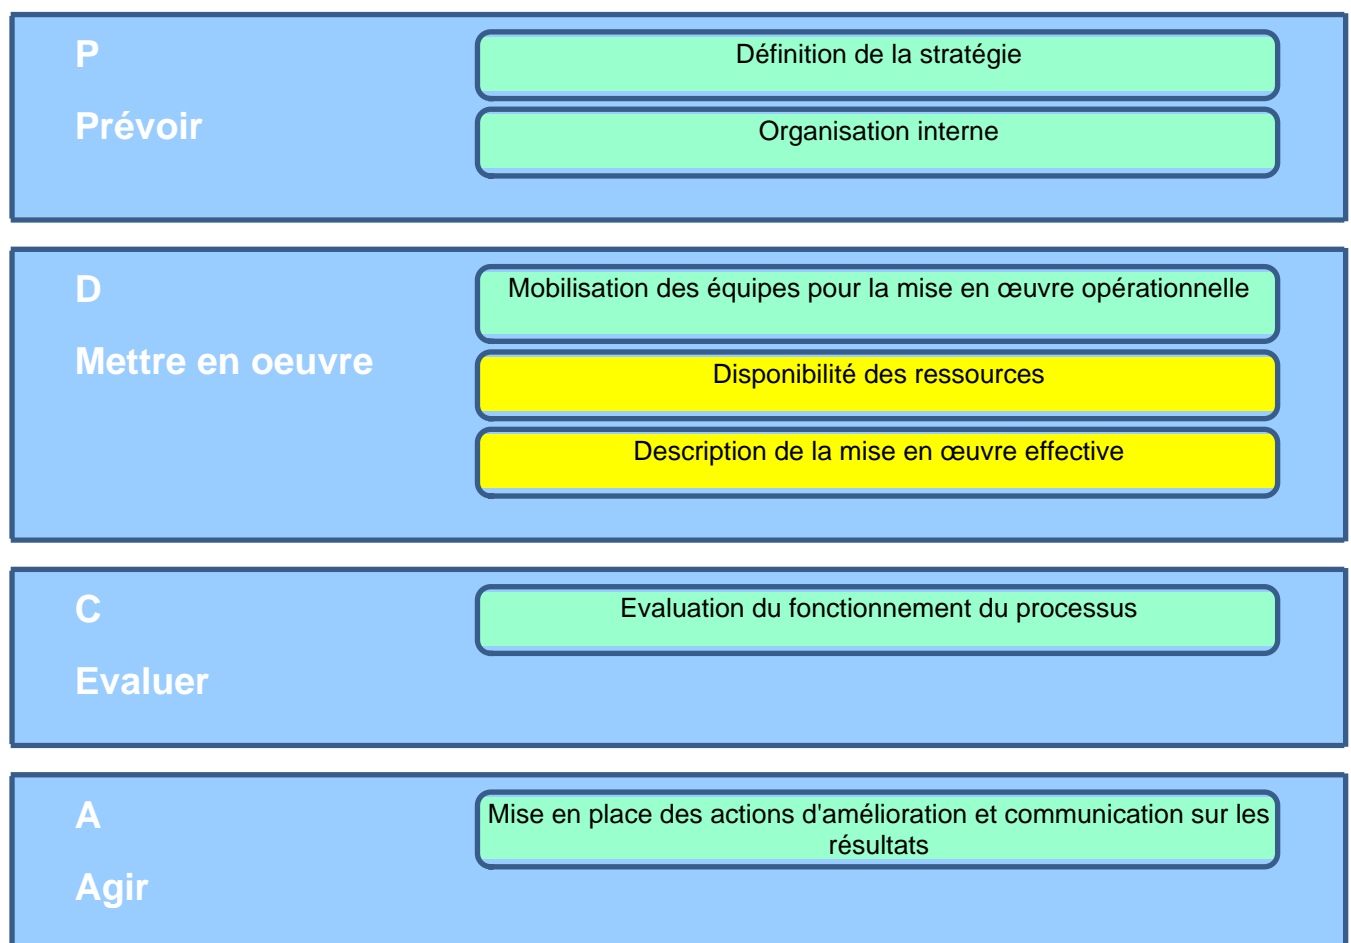 P
Prévoir
Définition de la stratégie
Organisation interne
D
Mettre en oeuvre
Mobilisation des équipes pour la mise en œuvre opérationnelle
Disponibilité des ressources
Description de la mise en œuvre effective
C
Evaluer
Evaluation du fonctionnement du processus
A
Agir
Mise en place des actions d'amélioration et communication sur les
résultats